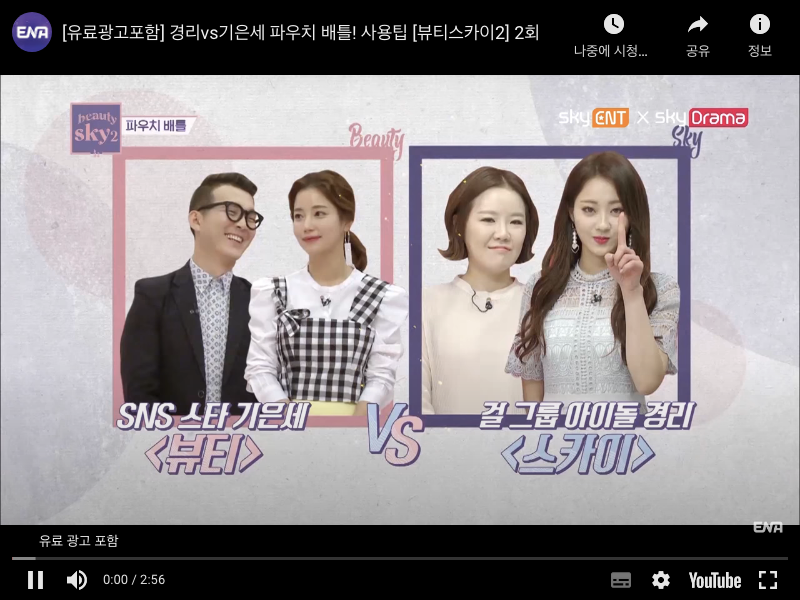 ENA
[유료광고포함] 경리vs기은세 파우치 배틀! 사용팁 [뷰티스카이2] 2회
나중에 시청...
공유
정보
beauty
sky2
파우치 배틀
sky ENT X sky Drama
Beauty
Sky
SNS 스타 기은세
<뷰티>
VS
걸 그룹 아이돌 경리
<스카이>
ENA
유료 광고 포함
0:00 / 2:56
YouTube